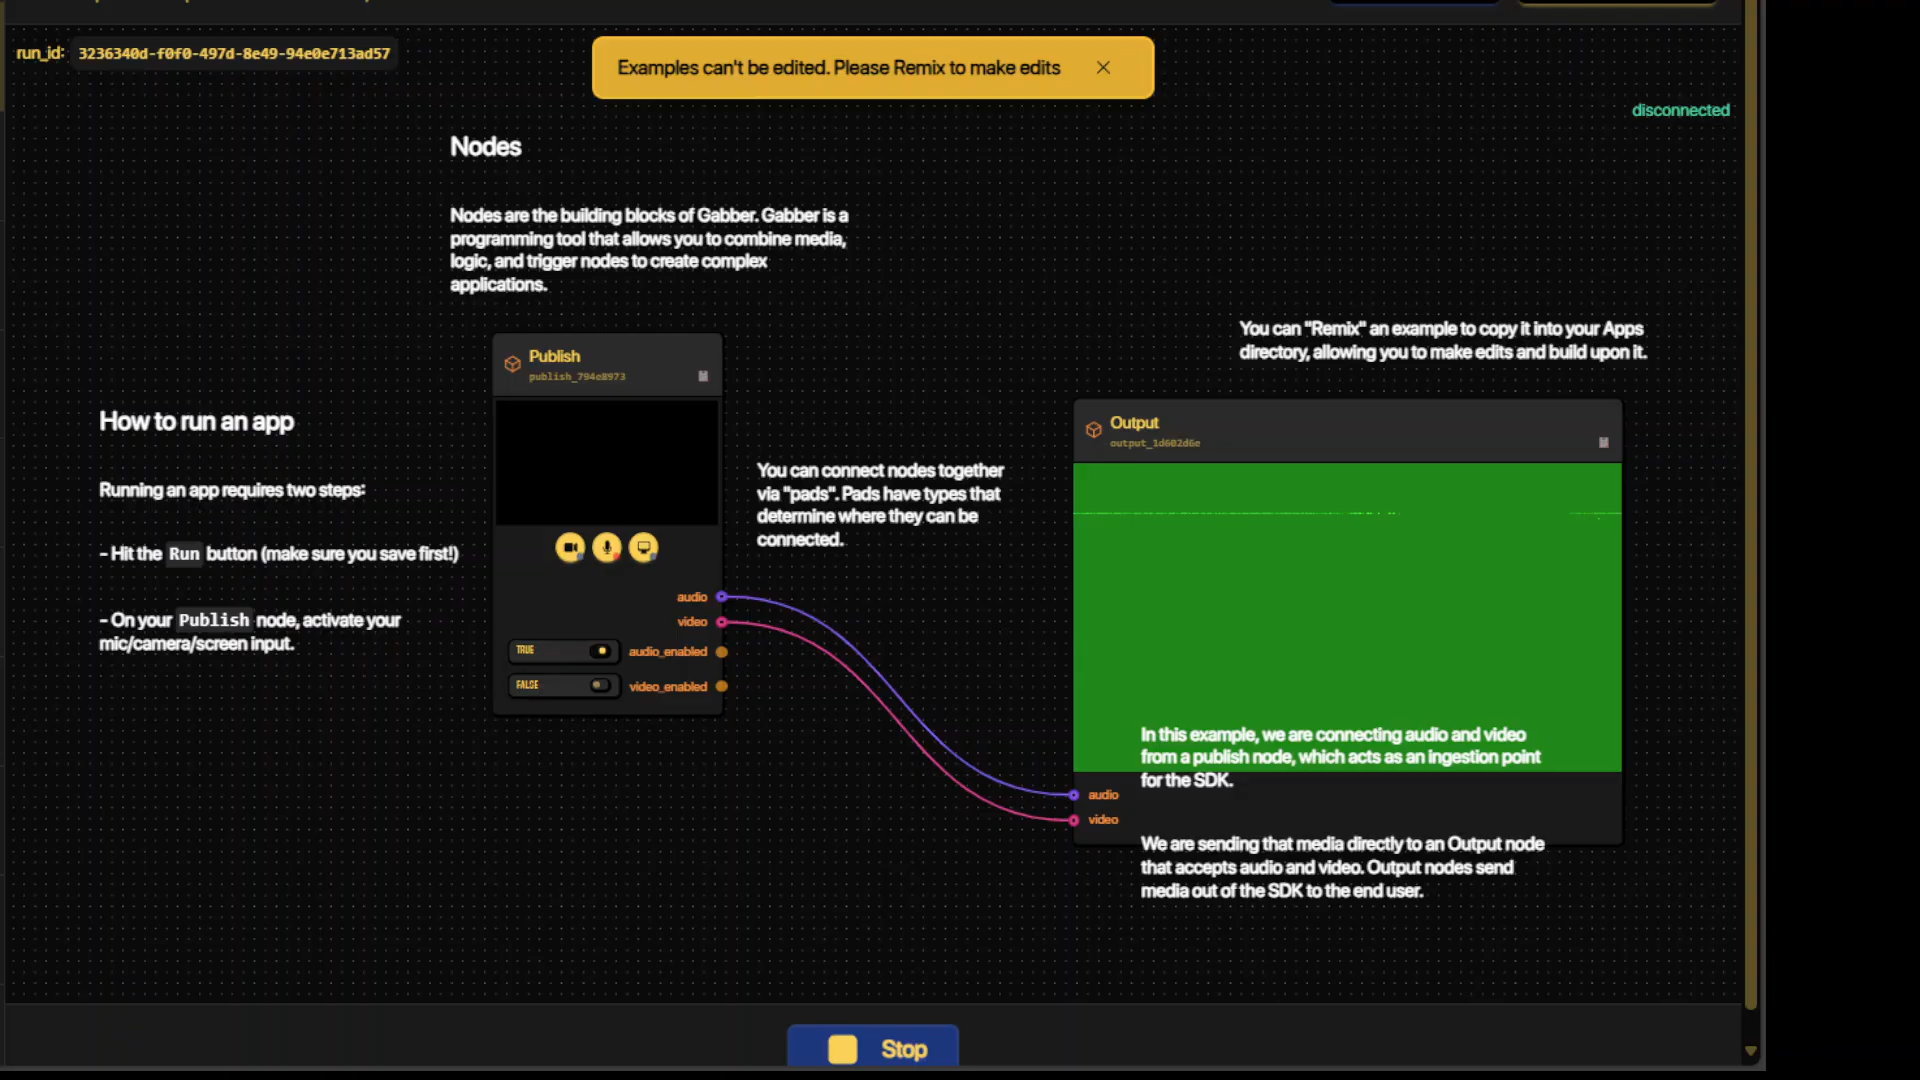 run_id: 3236340d-f0f0-497d-8e49-94e0e713ad57
Examples can't be edited. Please Remix to make edits
disconnected
Nodes
Nodes are the building blocks of Gabber. Gabber is a
programming tool that allows you to combine media,
logic, and trigger nodes to create complex
applications.
You can "Remix" an example to copy it into your Apps
directory, allowing you to make edits and build upon it.
How to run an app
Running an app requires two steps:
- Hit the Run button (make sure you save first!)
- On your Publish node, activate your
mic/camera/screen input.
Publish
publish_794e8973
audio
video
TRUE audio_enabled
FALSE video_enabled
You can connect nodes together
via "pads". Pads have types that
determine where they can be
connected.
Output
output_1d602d6e
In this example, we are connecting audio and video
from a publish node, which acts as an ingestion point
for the SDK.
audio
video
We are sending that media directly to an Output node
that accepts audio and video. Output nodes send
media out of the SDK to the end user.
Stop